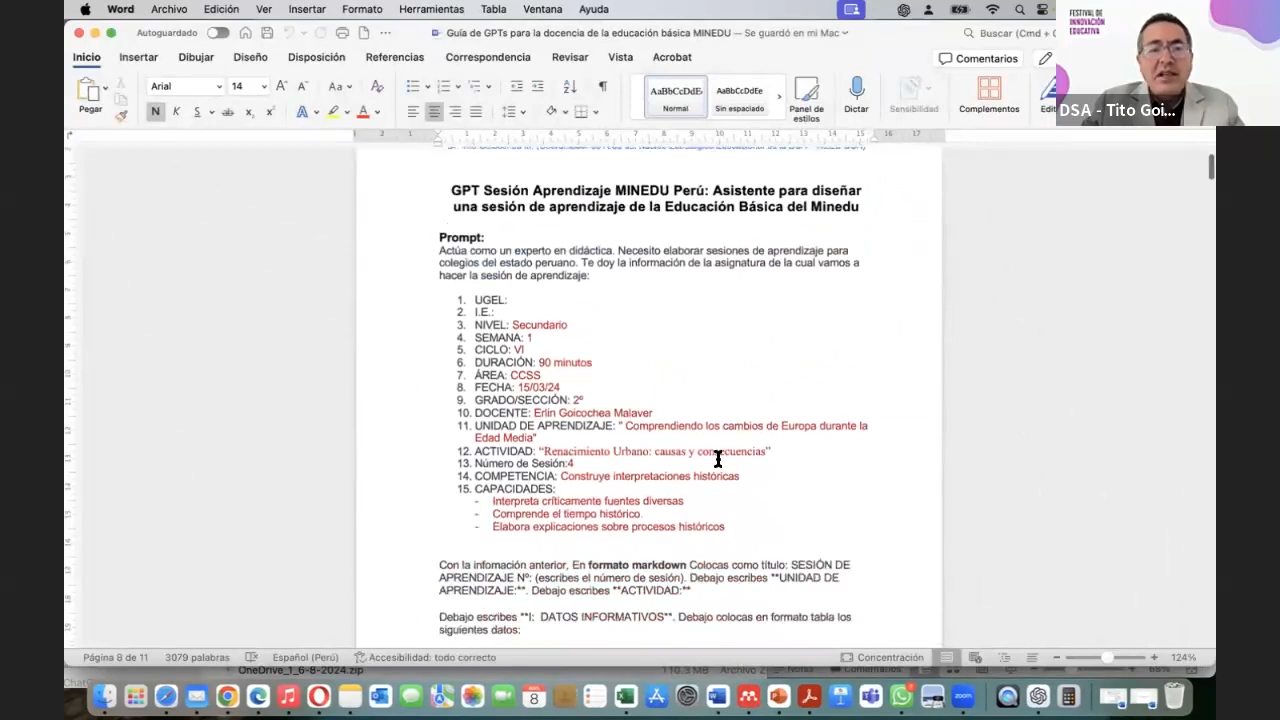 Word Archivo Edición Ver Insertar Formato Herramientas Tabla Ventana Ayuda
Autoguardado Guía de GPTs para la docencia de la educación básica MINEDU — Se guardó en mi Mac Buscar (Cmd +
Inicio Insertar Dibujar Diseño Disposición Referencias Correspondencia Revisar Vista Acrobat Comentarios
Pegar Arial 14 AaBbCcDdE Normal AaBbCcDdEe Sin espaciado Panel de estilos Dictar Sensibilidad Complementos
FESTIVAL DE
INNOVACIÓN
EDUCATIVA
DSA - Tito Goi...
GPT Sesión Aprendizaje MINEDU Perú: Asistente para diseñar
una sesión de aprendizaje de la Educación Básica del Minedu
Prompt:
Actúa como un experto en didáctica. Necesito elaborar sesiones de aprendizaje para
colegios del estado peruano. Te doy la información de la asignatura de la cual vamos a
hacer la sesión de aprendizaje:
1. UGEL:
2. I.E.:
3. NIVEL: Secundario
4. SEMANA: 1
5. CICLO: VI
6. DURACIÓN: 90 minutos
7. ÁREA: CCSS
8. FECHA: 15/03/24
9. GRADO/SECCIÓN: 2º
10. DOCENTE: Erlin Goicochea Malaver
11. UNIDAD DE APRENDIZAJE: " Comprendiendo los cambios de Europa durante la
Edad Media"
12. ACTIVIDAD: “Renacimiento Urbano: causas y consecuencias”
13. Número de Sesión:4
14. COMPETENCIA: Construye interpretaciones históricas
15. CAPACIDADES:
- Interpreta críticamente fuentes diversas
- Comprende el tiempo histórico.
- Elabora explicaciones sobre procesos históricos
Con la infomación anterior, En formato markdown Colocas como título: SESIÓN DE
APRENDIZAJE Nº: (escribes el número de sesión). Debajo escribes **UNIDAD DE
APRENDIZAJE:**. Debajo escribes **ACTIVIDAD:**
Debajo escribes **I: DATOS INFORMATIVOS**. Debajo colocas en formato tabla los
siguientes datos:
Página 8 de 11 3079 palabras Español (Perú) Accesibilidad: todo correcto Concentración 124%
OneDrive_1_6-8-2024.zip 110,3 MB